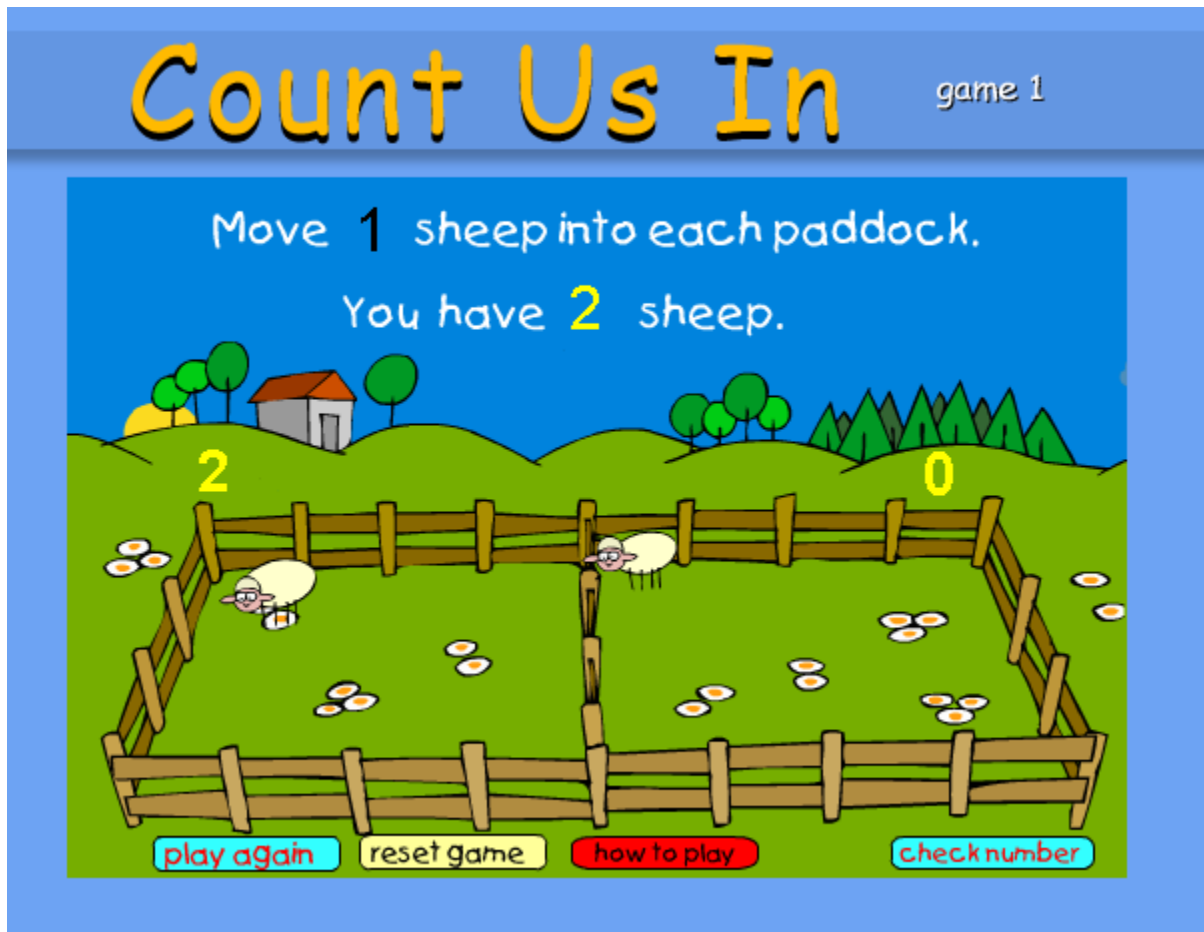 Count Us In
game 1
Move 1 sheep into each paddock.
You have 2 sheep.
2
0
play again
reset game
how to play
check number